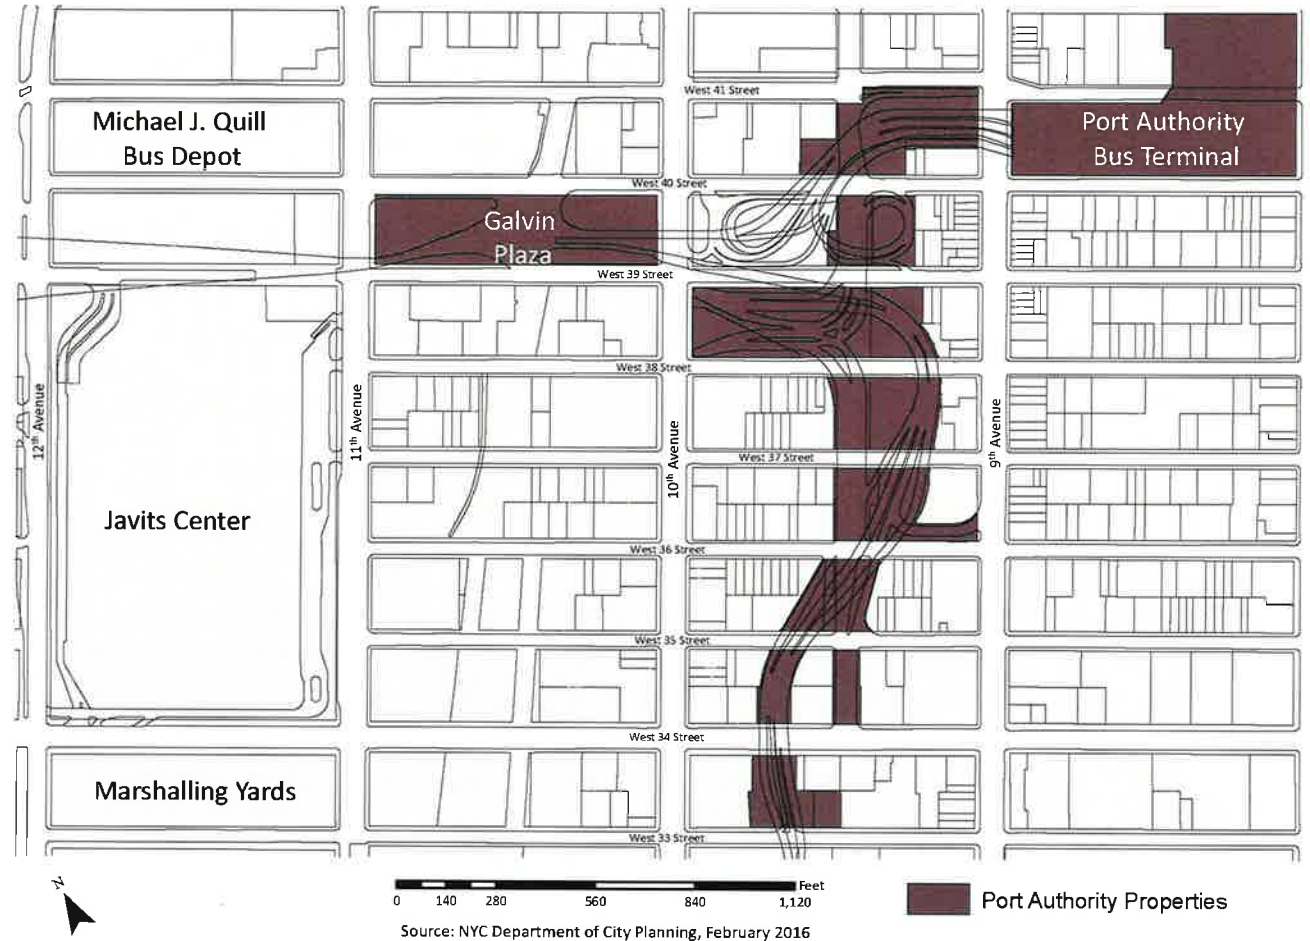 West 41 Street
Michael J. Quill
Bus Depot
Port Authority
Bus Terminal
West 40 Street
Galvin
Plaza
West 39 Street
West 38 Street
12th Avenue
11th Avenue
10th Avenue
9th Avenue
West 37 Street
Javits Center
West 36 Street
West 35 Street
West 34 Street
Marshalling Yards
West 33 Street
N
Feet
0 140 280 560 840 1,120
Port Authority Properties
Source: NYC Department of City Planning, February 2016